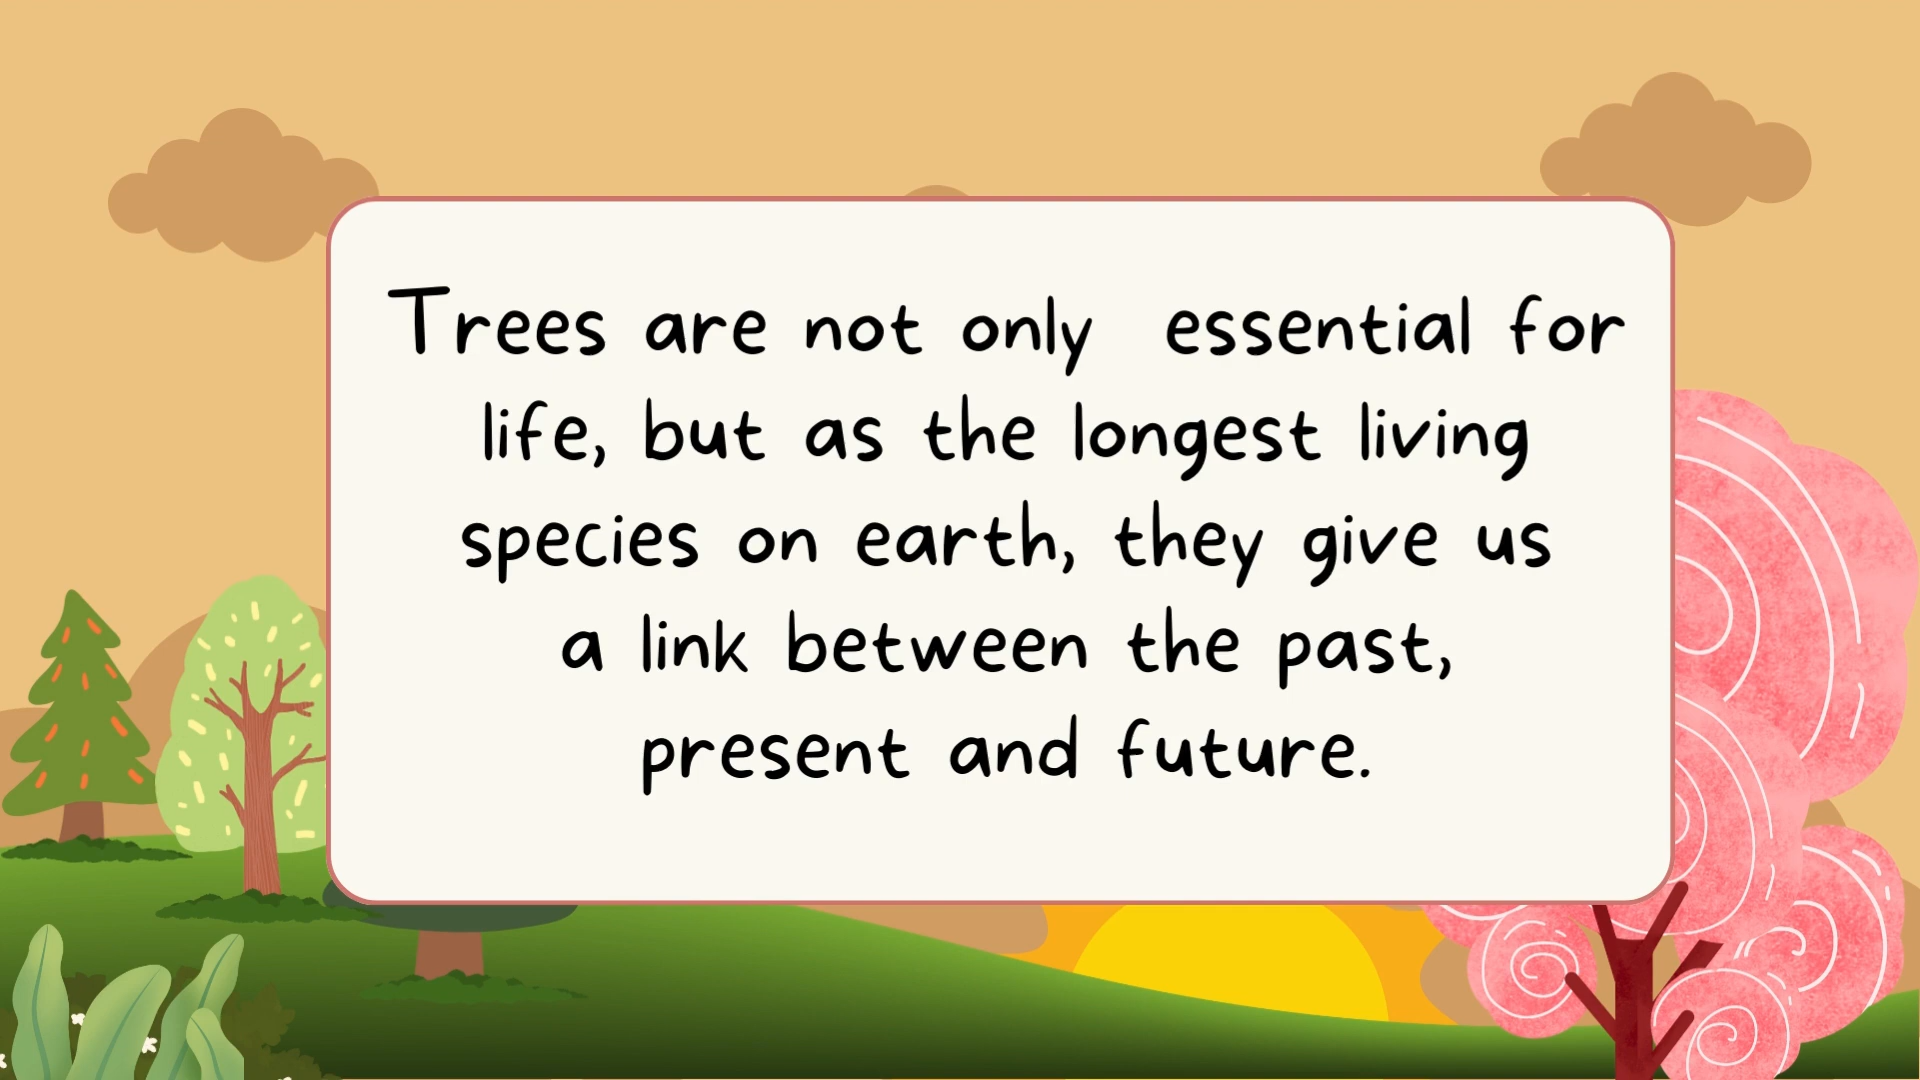 Trees are not only  essential for
life, but as the longest living
species on earth, they give us
a link between the past,
present and future.